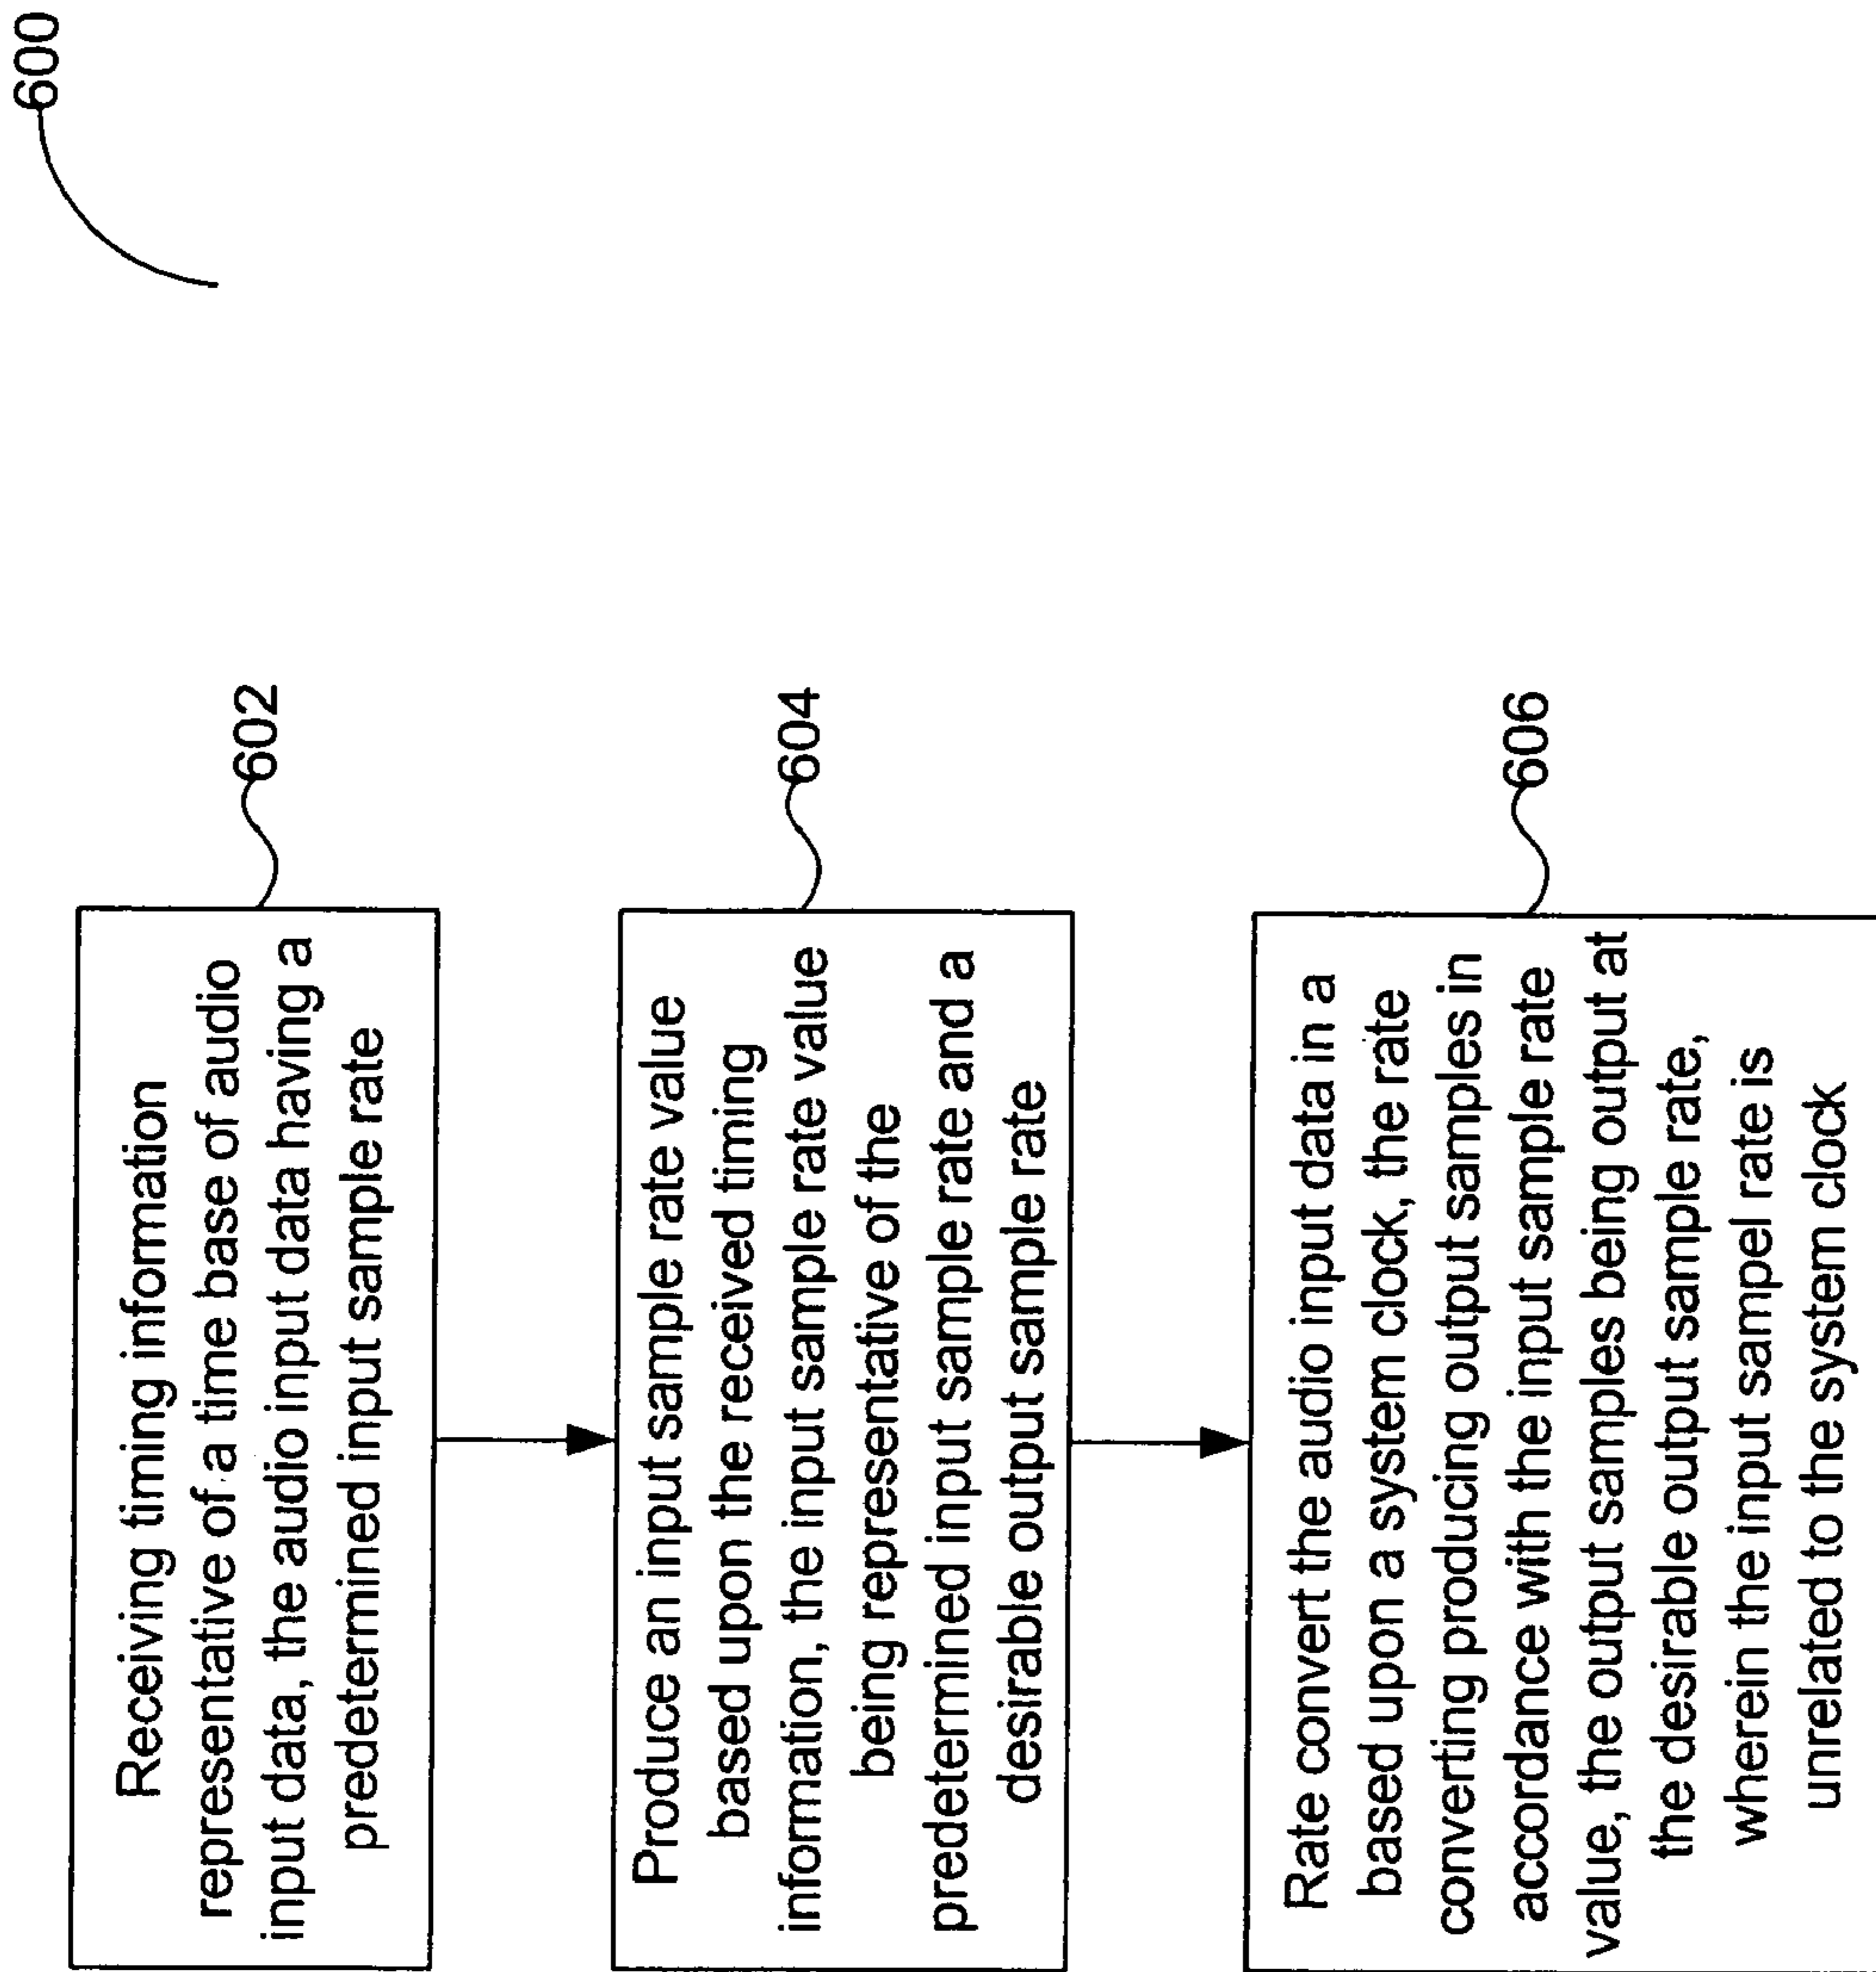 600
Receiving timing information
representative of a time base of audio
input data, the audio input data having a
predetermined input sample rate
602
Produce an input sample rate value
based upon the received timing
information, the input sample rate value
being representative of the
predetermined input sample rate and a
desirable output sample rate
604
Rate convert the audio input data in a
based upon a system clock, the rate
converting producing output samples in
accordance with the input sample rate
value, the output samples being output at
the desirable output sample rate,
wherein the input sampel rate is
unrelated to the system clock
606